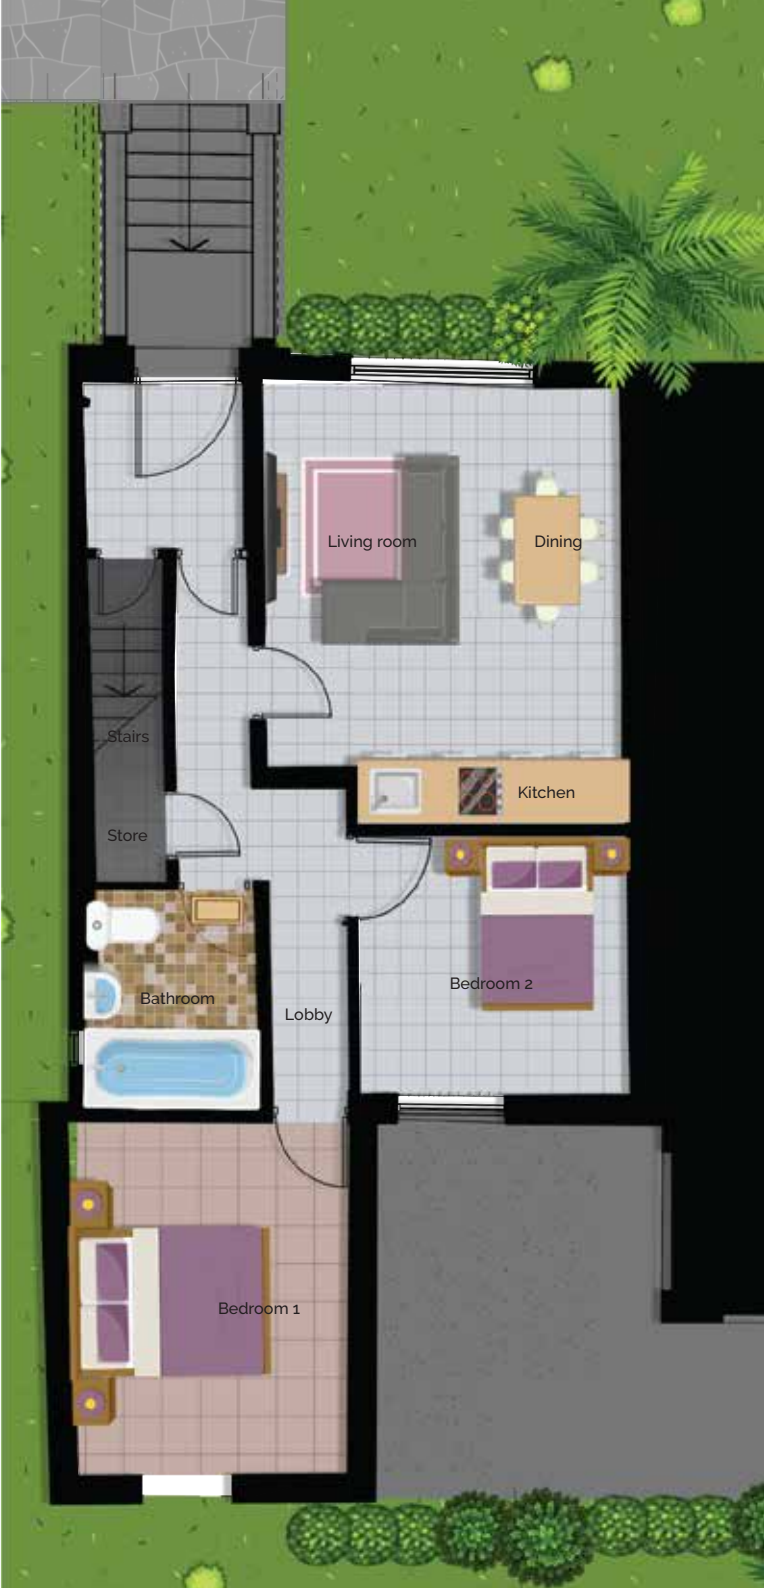 Living room
Dining
Stairs
Kitchen
Store
Bedroom 2
Bathroom
Lobby
Bedroom 1